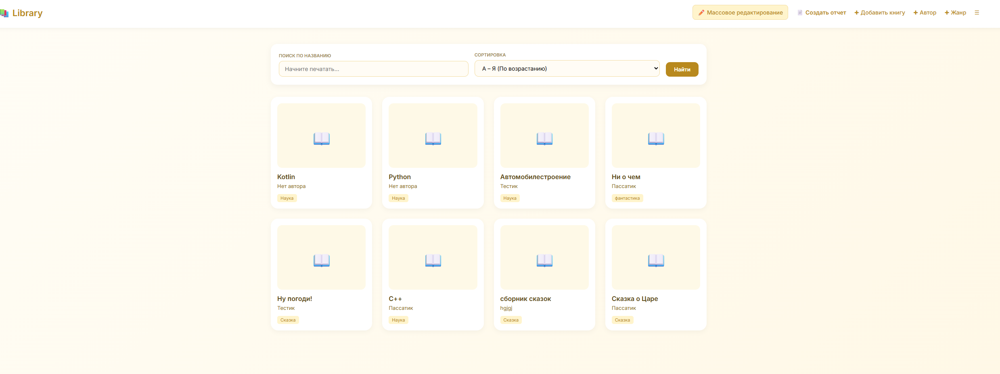 Library
Массовое редактирование
Создать отчет
+ Добавить книгу
+ Автор
+ Жанр
☰
ПОИСК ПО НАЗВАНИЮ
СОРТИРОВКА
Начните печатать...
А – Я (По возрастанию)
Найти
Kotlin
Нет автора
Наука
Python
Нет автора
Наука
Автомобилестроение
Тестик
Наука
Ни о чем
Пассатик
фантастика
Ну погоди!
Тестик
Сказка
С++
Пассатик
Наука
сборник сказок
hgjgj
Сказка
Сказка о Царе
Пассатик
Сказка